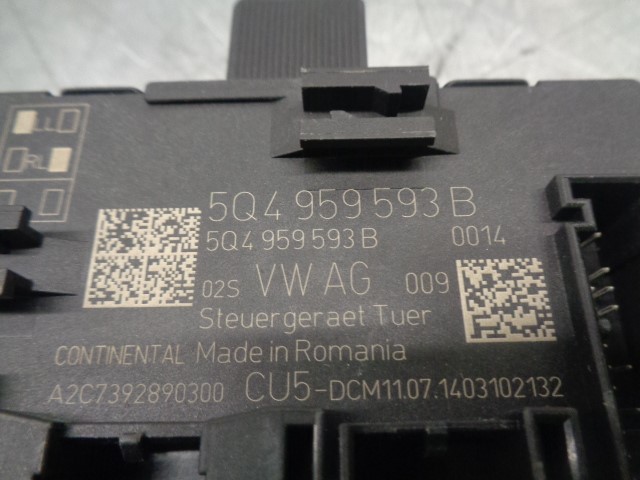 5Q4 959 593 B
5Q4 959 593 B 0014
02S VW AG 009
Steuergeraet Tuer
CONTINENTAL Made in Romania
A2C7392890300 CU5-DCM11.07.1403102132